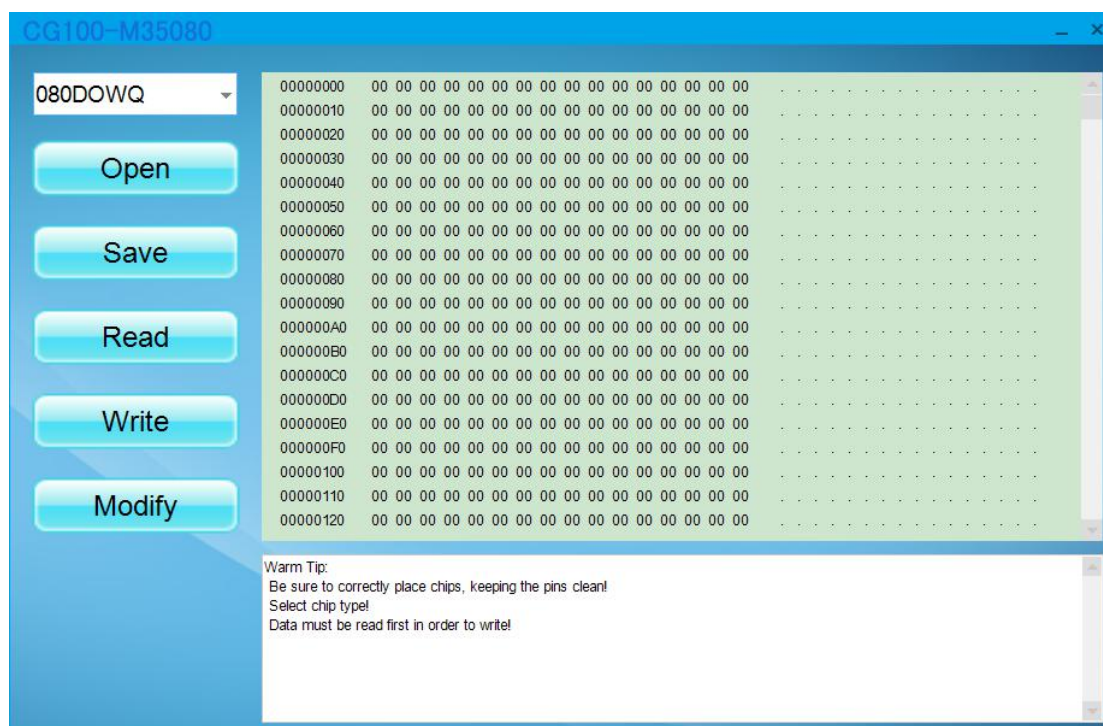 CG100-M35080
080DOWQ
Open
Save
Read
Write
Modify
00000000 00 00 00 00 00 00 00 00 00 00 00 00 00 00 00 00 . . . . . . . . . . . . . . . .
00000010 00 00 00 00 00 00 00 00 00 00 00 00 00 00 00 00 . . . . . . . . . . . . . . . .
00000020 00 00 00 00 00 00 00 00 00 00 00 00 00 00 00 00 . . . . . . . . . . . . . . . .
00000030 00 00 00 00 00 00 00 00 00 00 00 00 00 00 00 00 . . . . . . . . . . . . . . . .
00000040 00 00 00 00 00 00 00 00 00 00 00 00 00 00 00 00 . . . . . . . . . . . . . . . .
00000050 00 00 00 00 00 00 00 00 00 00 00 00 00 00 00 00 . . . . . . . . . . . . . . . .
00000060 00 00 00 00 00 00 00 00 00 00 00 00 00 00 00 00 . . . . . . . . . . . . . . . .
00000070 00 00 00 00 00 00 00 00 00 00 00 00 00 00 00 00 . . . . . . . . . . . . . . . .
00000080 00 00 00 00 00 00 00 00 00 00 00 00 00 00 00 00 . . . . . . . . . . . . . . . .
00000090 00 00 00 00 00 00 00 00 00 00 00 00 00 00 00 00 . . . . . . . . . . . . . . . .
000000A0 00 00 00 00 00 00 00 00 00 00 00 00 00 00 00 00 . . . . . . . . . . . . . . . .
000000B0 00 00 00 00 00 00 00 00 00 00 00 00 00 00 00 00 . . . . . . . . . . . . . . . .
000000C0 00 00 00 00 00 00 00 00 00 00 00 00 00 00 00 00 . . . . . . . . . . . . . . . .
000000D0 00 00 00 00 00 00 00 00 00 00 00 00 00 00 00 00 . . . . . . . . . . . . . . . .
000000E0 00 00 00 00 00 00 00 00 00 00 00 00 00 00 00 00 . . . . . . . . . . . . . . . .
000000F0 00 00 00 00 00 00 00 00 00 00 00 00 00 00 00 00 . . . . . . . . . . . . . . . .
00000100 00 00 00 00 00 00 00 00 00 00 00 00 00 00 00 00 . . . . . . . . . . . . . . . .
00000110 00 00 00 00 00 00 00 00 00 00 00 00 00 00 00 00 . . . . . . . . . . . . . . . .
00000120 00 00 00 00 00 00 00 00 00 00 00 00 00 00 00 00 . . . . . . . . . . . . . . . .
Warm Tip:
Be sure to correctly place chips, keeping the pins clean!
Select chip type!
Data must be read first in order to write!